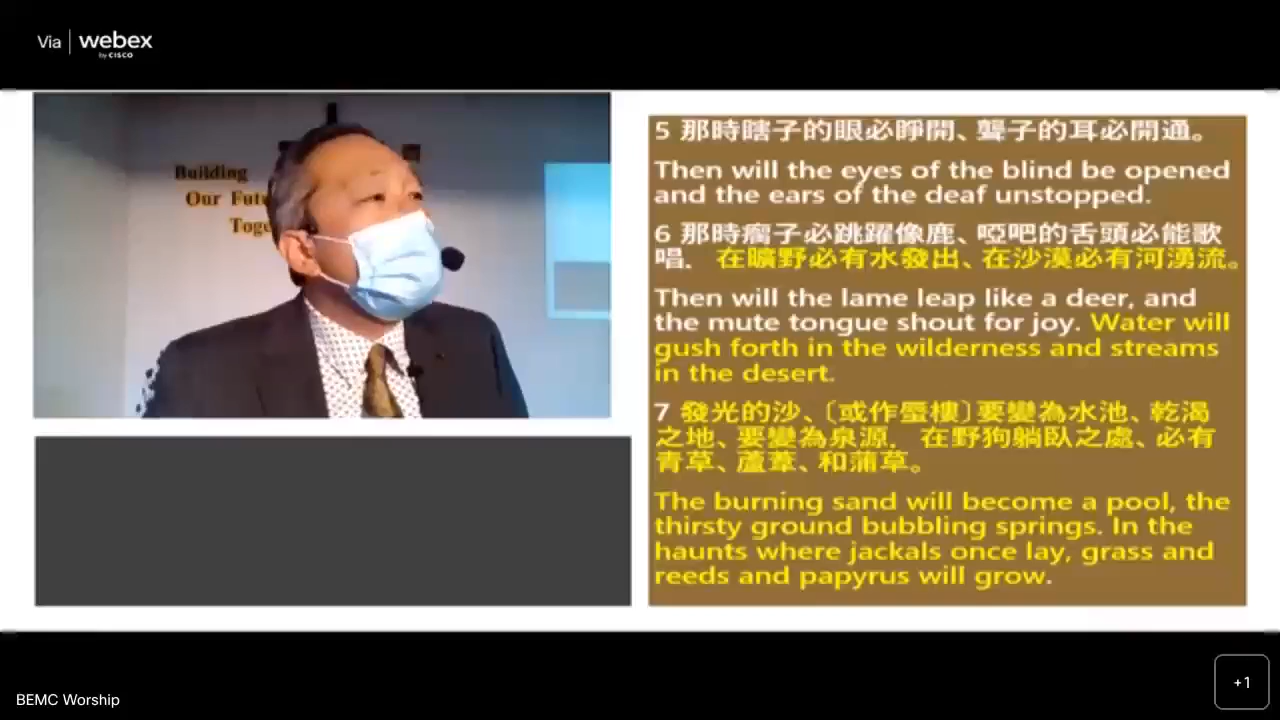 Via webex
by CISCO
Building
Our Futu
Toge
5 那時瞎子的眼必睜開、聾子的耳必開通。
Then will the eyes of the blind be opened
and the ears of the deaf unstopped.
6 那時瘸子必跳躍像鹿、啞吧的舌頭必能歌
唱. 在曠野必有水發出、在沙漠必有河湧流。
Then will the lame leap like a deer, and
the mute tongue shout for joy. Water will
gush forth in the wilderness and streams
in the desert.
7 發光的沙、〔或作蜃樓〕要變為水池、乾渴
之地、要變為泉源. 在野狗躺臥之處、必有
青草、蘆葦、和蒲草。
The burning sand will become a pool, the
thirsty ground bubbling springs. In the
haunts where jackals once lay, grass and
reeds and papyrus will grow.
BEMC Worship
+1